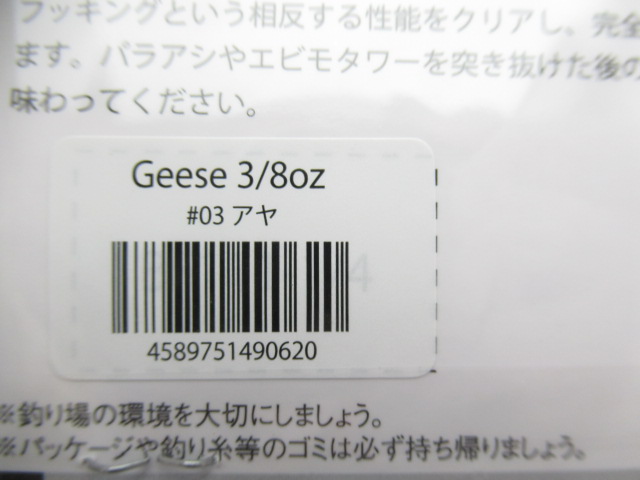 フッキングという相反する性能をクリアし、完全
ます。バラアシやエビモタワーを突き抜けた後の
味わってください。
Geese 3/8oz
#03 アヤ
4589751490620
※釣り場の環境を大切にしましょう。
※パッケージや釣り糸等のゴミは必ず持ち帰りましょう。